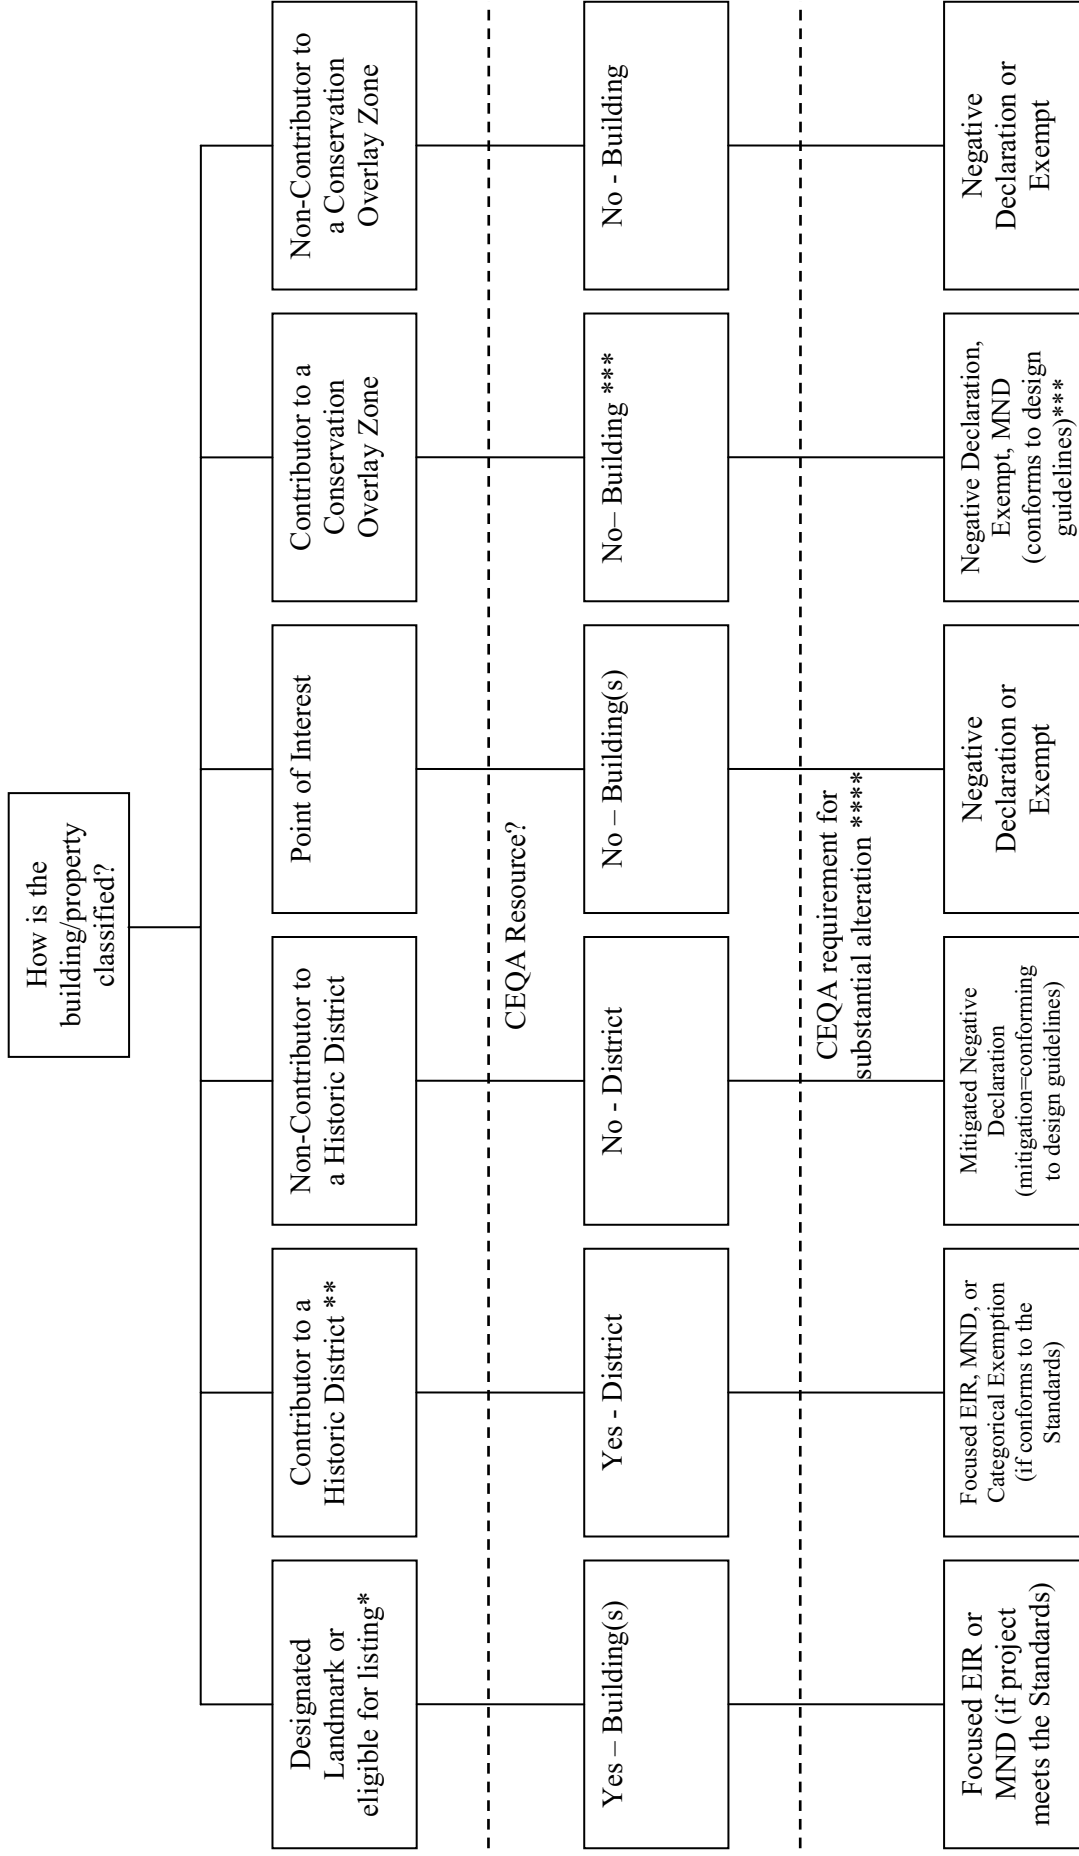 How is the
building/property
classified?
Designated
Landmark or
eligible for listing*
Contributor to a
Historic District **
Non-Contributor to
a Historic District
Point of Interest
Contributor to a
Conservation
Overlay Zone
Non-Contributor to
a Conservation
Overlay Zone
CEQA Resource?
Yes – Building(s)
Yes - District
No - District
No – Building(s)
No– Building ***
No - Building
CEQA requirement for
substantial alteration ****
Focused EIR or
MND (if project
meets the Standards)
Focused EIR, MND, or
Categorical Exemption
(if conforms to the
Standards)
Mitigated Negative
Declaration
(mitigation=conforming
to design guidelines)
Negative
Declaration or
Exempt
Negative Declaration,
Exempt, MND
(conforms to design
guidelines)***
Negative
Declaration or
Exempt